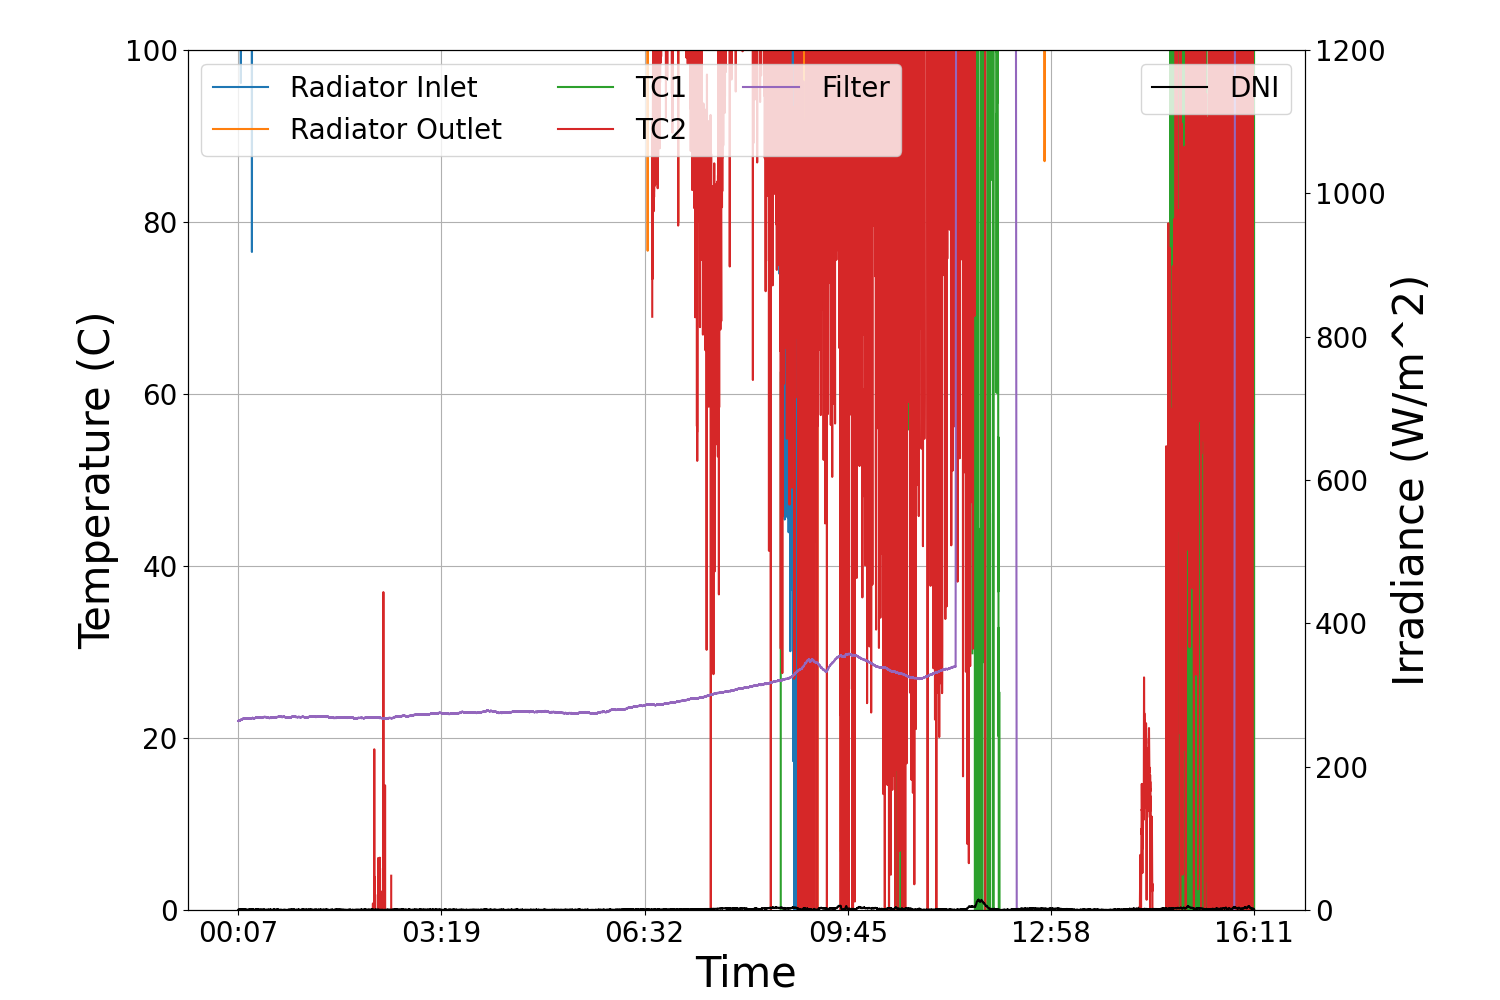 100
80
60
40
20
0
Temperature (C)
Radiator Inlet
Radiator Outlet
TC1
TC2
Filter
DNI
1200
1000
800
600
400
200
0
Irradiance (W/m^2)
00:07
03:19
06:32
09:45
12:58
16:11
Time